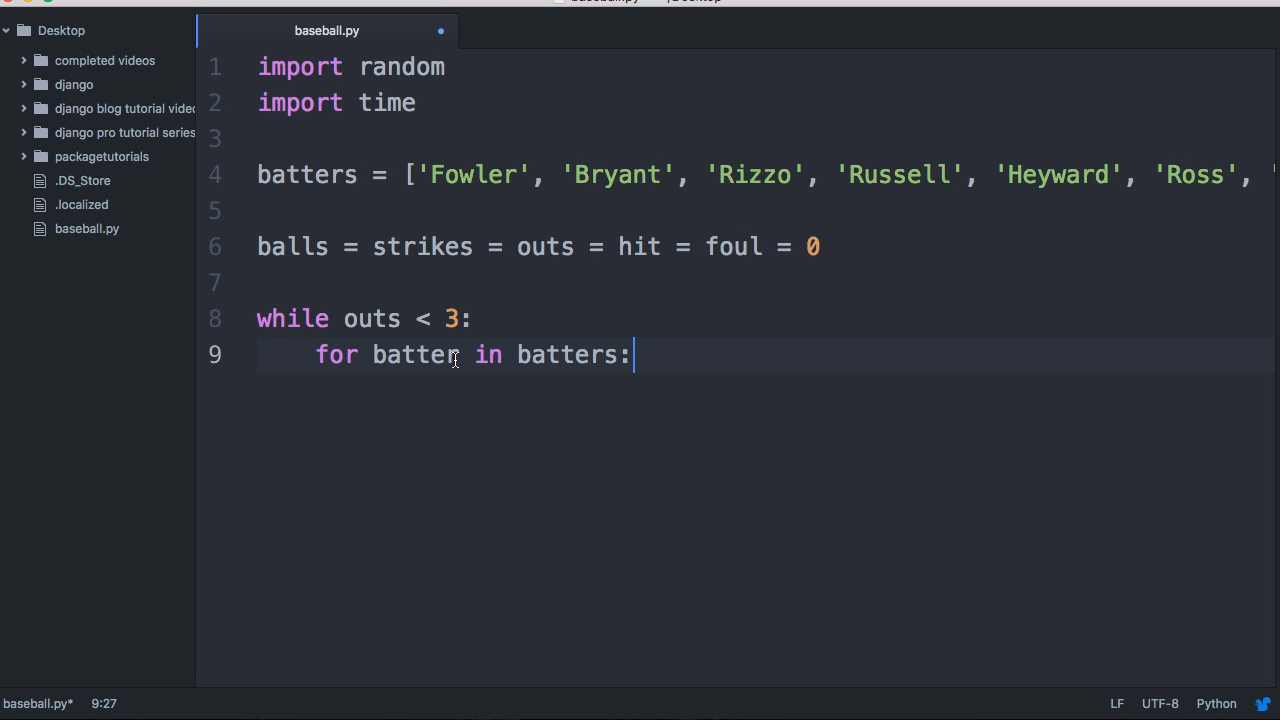 Desktop
completed videos
django
django blog tutorial
django pro tutorial series
packagetutorials
.DS_Store
.localized
baseball.py
baseball.py
1 import random
2 import time
3
4 batters = ['Fowler', 'Bryant', 'Rizzo', 'Russell', 'Heyward', 'Ross', '
5
6 balls = strikes = outs = hit = foul = 0
7
8 while outs < 3:
9 for batter in batters:
baseball.py* 9:27
LF UTF-8 Python